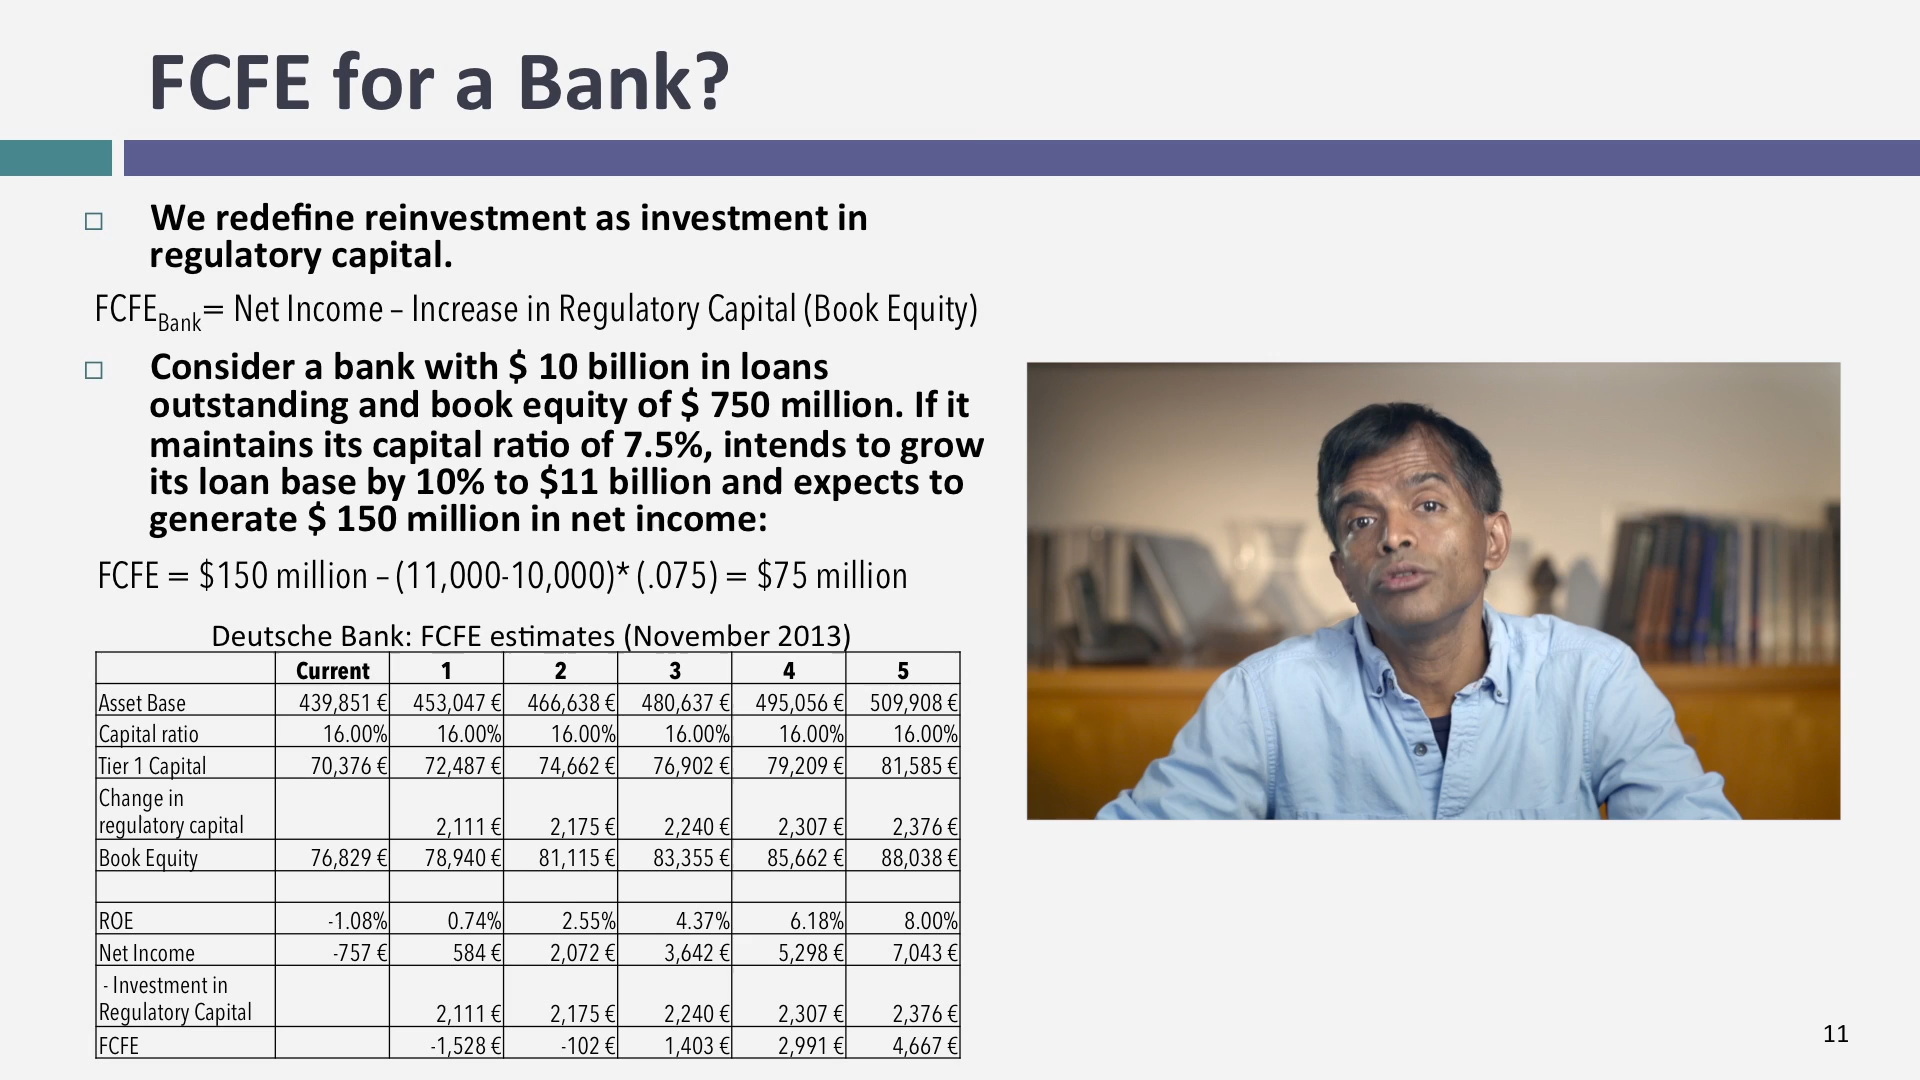 FCFE for a Bank?
We redefine reinvestment as investment in
regulatory capital.
FCFEBank= Net Income – Increase in Regulatory Capital (Book Equity)
Consider a bank with $ 10 billion in loans
outstanding and book equity of $ 750 million. If it
maintains its capital ratio of 7.5%, intends to grow
its loan base by 10% to $11 billion and expects to
generate $ 150 million in net income:
FCFE = $150 million – (11,000-10,000)* (.075) = $75 million
Deutsche Bank: FCFE estimates (November 2013)
Current 1 2 3 4 5
Asset Base 439,851 € 453,047 € 466,638 € 480,637 € 495,056 € 509,908 €
Capital ratio 16.00% 16.00% 16.00% 16.00% 16.00% 16.00%
Tier 1 Capital 70,376 € 72,487 € 74,662 € 76,902 € 79,209 € 81,585 €
Change in
regulatory capital 2,111 € 2,175 € 2,240 € 2,307 € 2,376 €
Book Equity 76,829 € 78,940 € 81,115 € 83,355 € 85,662 € 88,038 €
ROE -1.08% 0.74% 2.55% 4.37% 6.18% 8.00%
Net Income -757 € 584 € 2,072 € 3,642 € 5,298 € 7,043 €
- Investment in
Regulatory Capital 2,111 € 2,175 € 2,240 € 2,307 € 2,376 €
FCFE -1,528 € -102 € 1,403 € 2,991 € 4,667 €
11